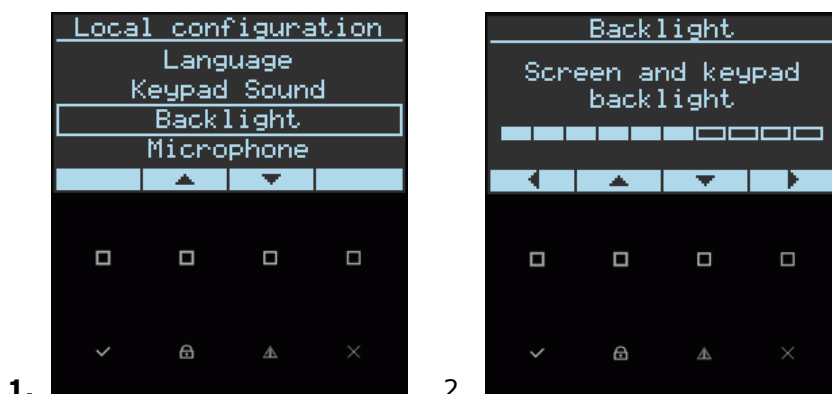 Local configuration
Language
Keypad Sound
Backlight
Microphone
1.
Backlight
Screen and keypad
backlight
2